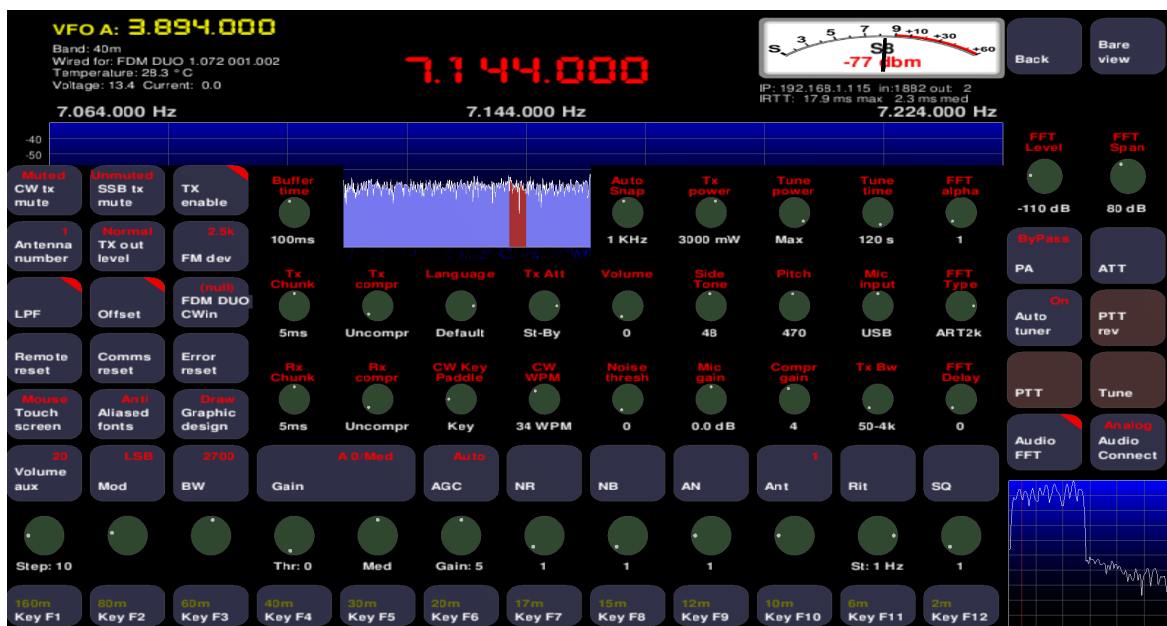 VFO A: 3.894.000
Band: 40m
Wired for: FDM DUO 1.072 001.002
Temperature: 28.3 ° C
Voltage: 13.4 Current: 0.0
7.144.000
S 3 5 7 9 +10 +30 +60
S8
-77 dbm
IP: 192.168.1.115 in:1882 out: 2
IRTT: 17.9 ms max 2.3 ms med
Back
Bare
view
7.064.000 Hz 7.144.000 Hz 7.224.000 Hz
-40
-50
FFT
Level
-110 dB
FFT
Span
80 dB
Muted
CW tx
mute
Unmuted
SSB tx
mute
TX
enable
Buffer
time
100ms
Auto
Snap
1 KHz
Tx
power
3000 mW
Tune
power
Max
Tune
time
120 s
FFT
alpha
1
1
Antenna
number
Normal
TX out
level
2.5k
FM dev
ByPass
PA
ATT
LPF
Offset
(null)
FDM DUO
CWin
Tx
Chunk
5ms
Tx
compr
Uncompr
Language
Default
Tx Att
St-By
Volume
0
Side
Tone
48
Pitch
470
Mic
input
USB
FFT
Type
ART2k
On
Auto
tuner
PTT
rev
Remote
reset
Comms
reset
Error
reset
Rx
Chunk
5ms
Rx
compr
Uncompr
CW Key
Paddle
Key
CW
WPM
34 WPM
Noise
thresh
0
Mic
gain
0.0 dB
Compr
gain
4
Tx Bw
50-4k
FFT
Delay
0
PTT
Tune
Mouse
Touch
screen
Anti
Aliased
fonts
Draw
Graphic
design
Audio
FFT
Analog
Audio
Connect
20
Volume
aux
LSB
Mod
2700
BW
A 0/Med
Gain
Auto
AGC
NR
NB
AN
1
Ant
Rit
SQ
Step: 10
Thr: 0
Med
Gain: 5
1
1
1
St: 1 Hz
1
160m
Key F1
80m
Key F2
60m
Key F3
40m
Key F4
30m
Key F5
20m
Key F6
17m
Key F7
15m
Key F8
12m
Key F9
10m
Key F10
6m
Key F11
2m
Key F12